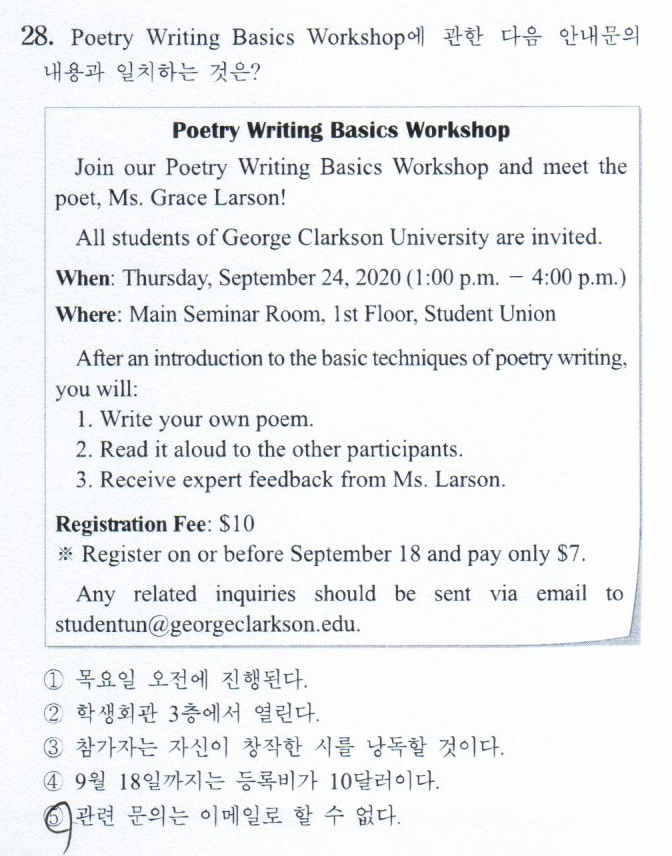 28. Poetry Writing Basics Workshop에 관한 다음 안내문의
내용과 일치하는 것은?
Poetry Writing Basics Workshop
Join our Poetry Writing Basics Workshop and meet the
poet, Ms. Grace Larson!
All students of George Clarkson University are invited.
When: Thursday, September 24, 2020 (1:00 p.m. － 4:00 p.m.)
Where: Main Seminar Room, 1st Floor, Student Union
After an introduction to the basic techniques of poetry writing,
you will:
1. Write your own poem.
2. Read it aloud to the other participants.
3. Receive expert feedback from Ms. Larson.
Registration Fee: $10
※ Register on or before September 18 and pay only $7.
Any related inquiries should be sent via email to
studentun@georgeclarkson.edu.
① 목요일 오전에 진행된다.
② 학생회관 3층에서 열린다.
③ 참가자는 자신이 창작한 시를 낭독할 것이다.
④ 9월 18일까지는 등록비가 10달러이다.
⑤ 관련 문의는 이메일로 할 수 없다.